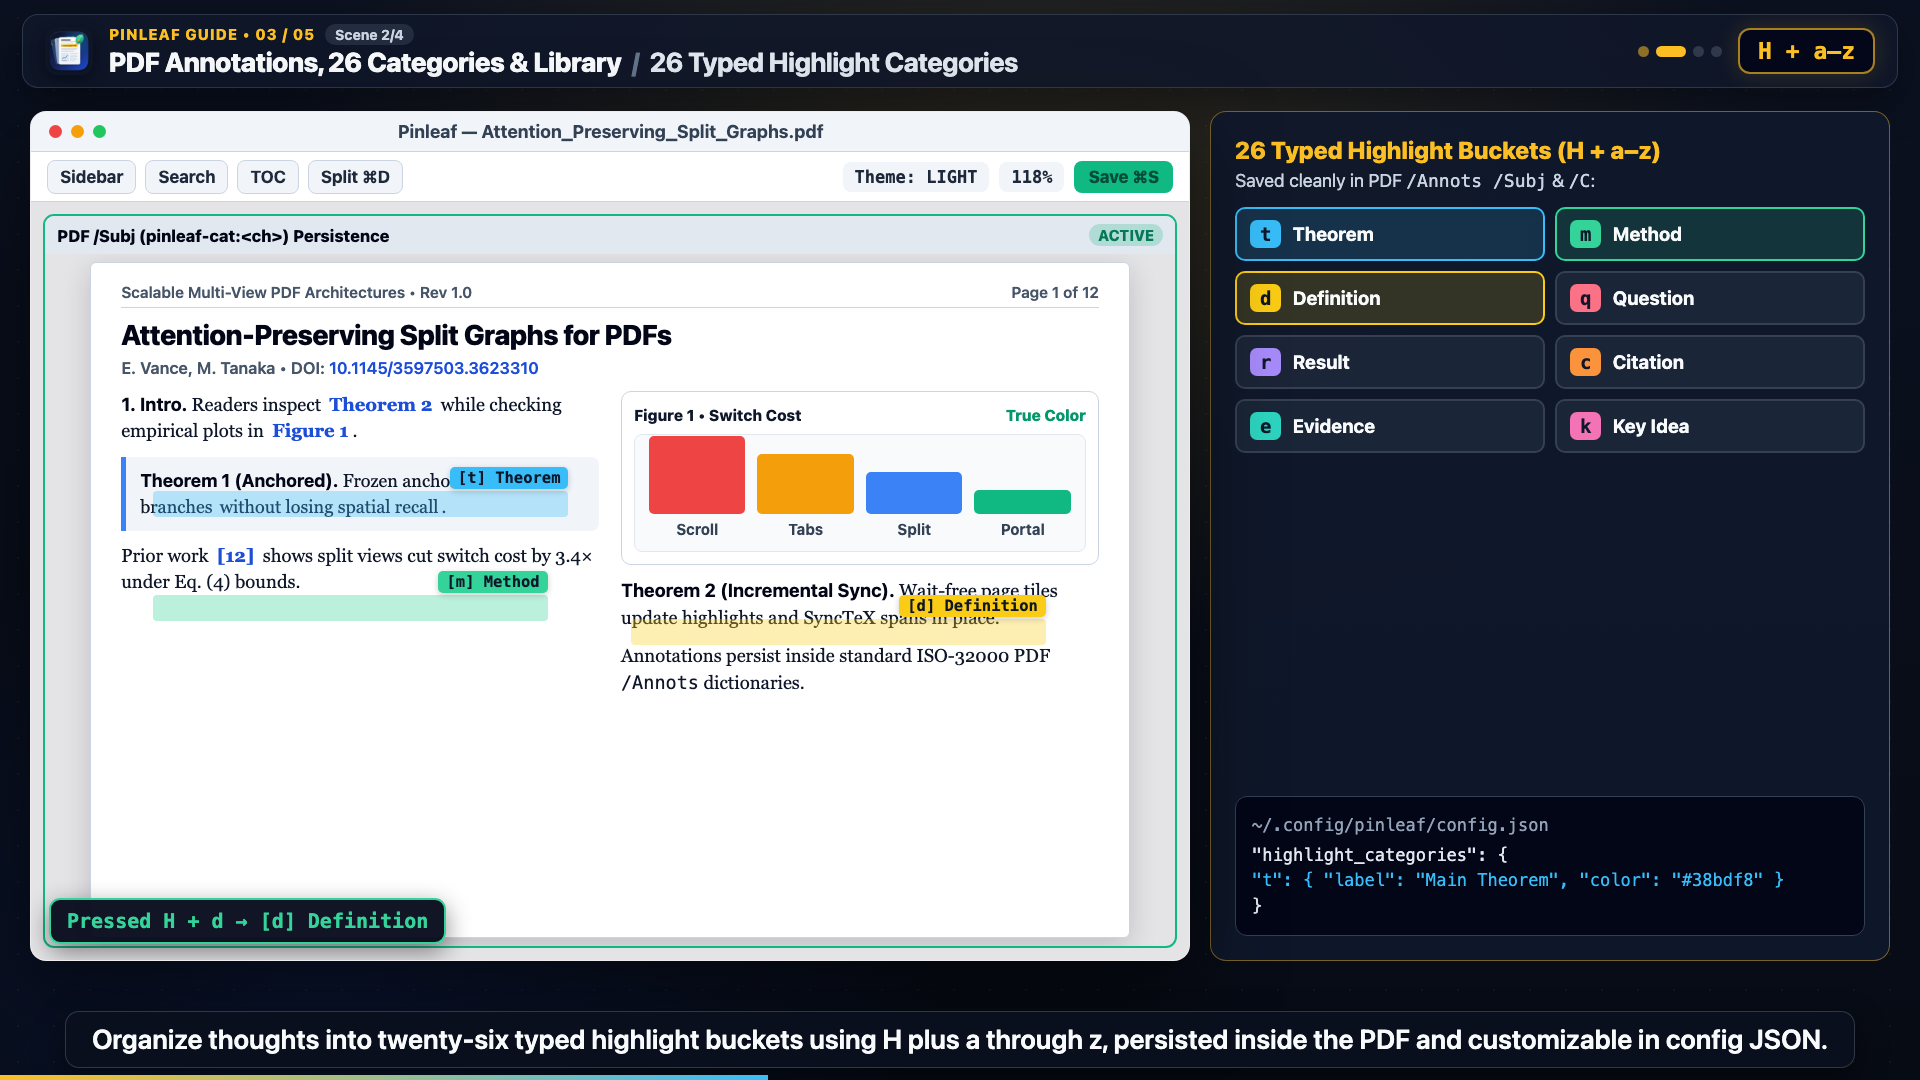 PINLEAF GUIDE • 03 / 05 Scene 2/4
PDF Annotations, 26 Categories & Library / 26 Typed Highlight Categories
H + a–z
Pinleaf — Attention_Preserving_Split_Graphs.pdf
Sidebar Search TOC Split ⌘D Theme: LIGHT 118% Save ⌘S
PDF /Subj (pinleaf-cat:<ch>) Persistence ACTIVE
Scalable Multi-View PDF Architectures • Rev 1.0 Page 1 of 12
Attention-Preserving Split Graphs for PDFs
E. Vance, M. Tanaka • DOI: 10.1145/3597503.3623310
1. Intro. Readers inspect Theorem 2 while checking
empirical plots in Figure 1 .
Theorem 1 (Anchored). Frozen ancho
[t] Theorem
branches without losing spatial recall .
Prior work [12] shows split views cut switch cost by 3.4×
under Eq. (4) bounds.
[m] Method
Figure 1 • Switch Cost True Color
Scroll Tabs Split Portal
Theorem 2 (Incremental Sync). Wait-free page tiles
[d] Definition
update highlights and SyncTeX spans in place.
Annotations persist inside standard ISO-32000 PDF
/Annots dictionaries.
Pressed H + d → [d] Definition
26 Typed Highlight Buckets (H + a–z)
Saved cleanly in PDF /Annots /Subj & /C:
t Theorem
m Method
d Definition
q Question
r Result
c Citation
e Evidence
k Key Idea
~/.config/pinleaf/config.json
"highlight_categories": {
"t": { "label": "Main Theorem", "color": "#38bdf8" }
}
Organize thoughts into twenty-six typed highlight buckets using H plus a through z, persisted inside the PDF and customizable in config JSON.